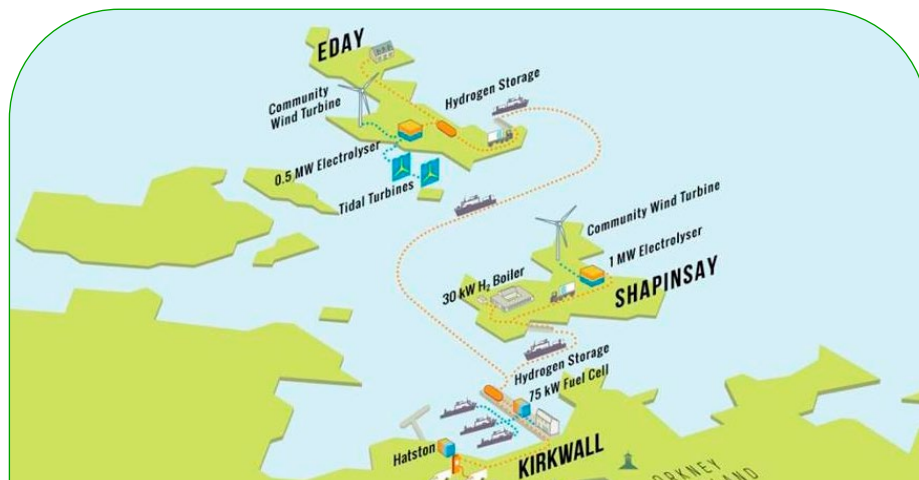 EDAY
Hydrogen Storage
Community
Wind Turbine
0.5 MW Electrolyser
Tidal Turbines
Community Wind Turbine
1 MW Electrolyser
30 kW H₂ Boiler
SHAPINSAY
Hydrogen Storage
75 kW Fuel Cell
Hatston
KIRKWALL
ORKNEY